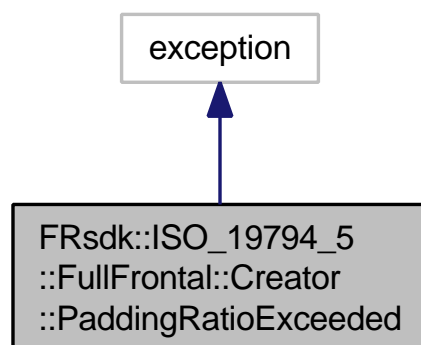 exception
FRsdk::ISO_19794_5
::FullFrontal::Creator
::PaddingRatioExceeded